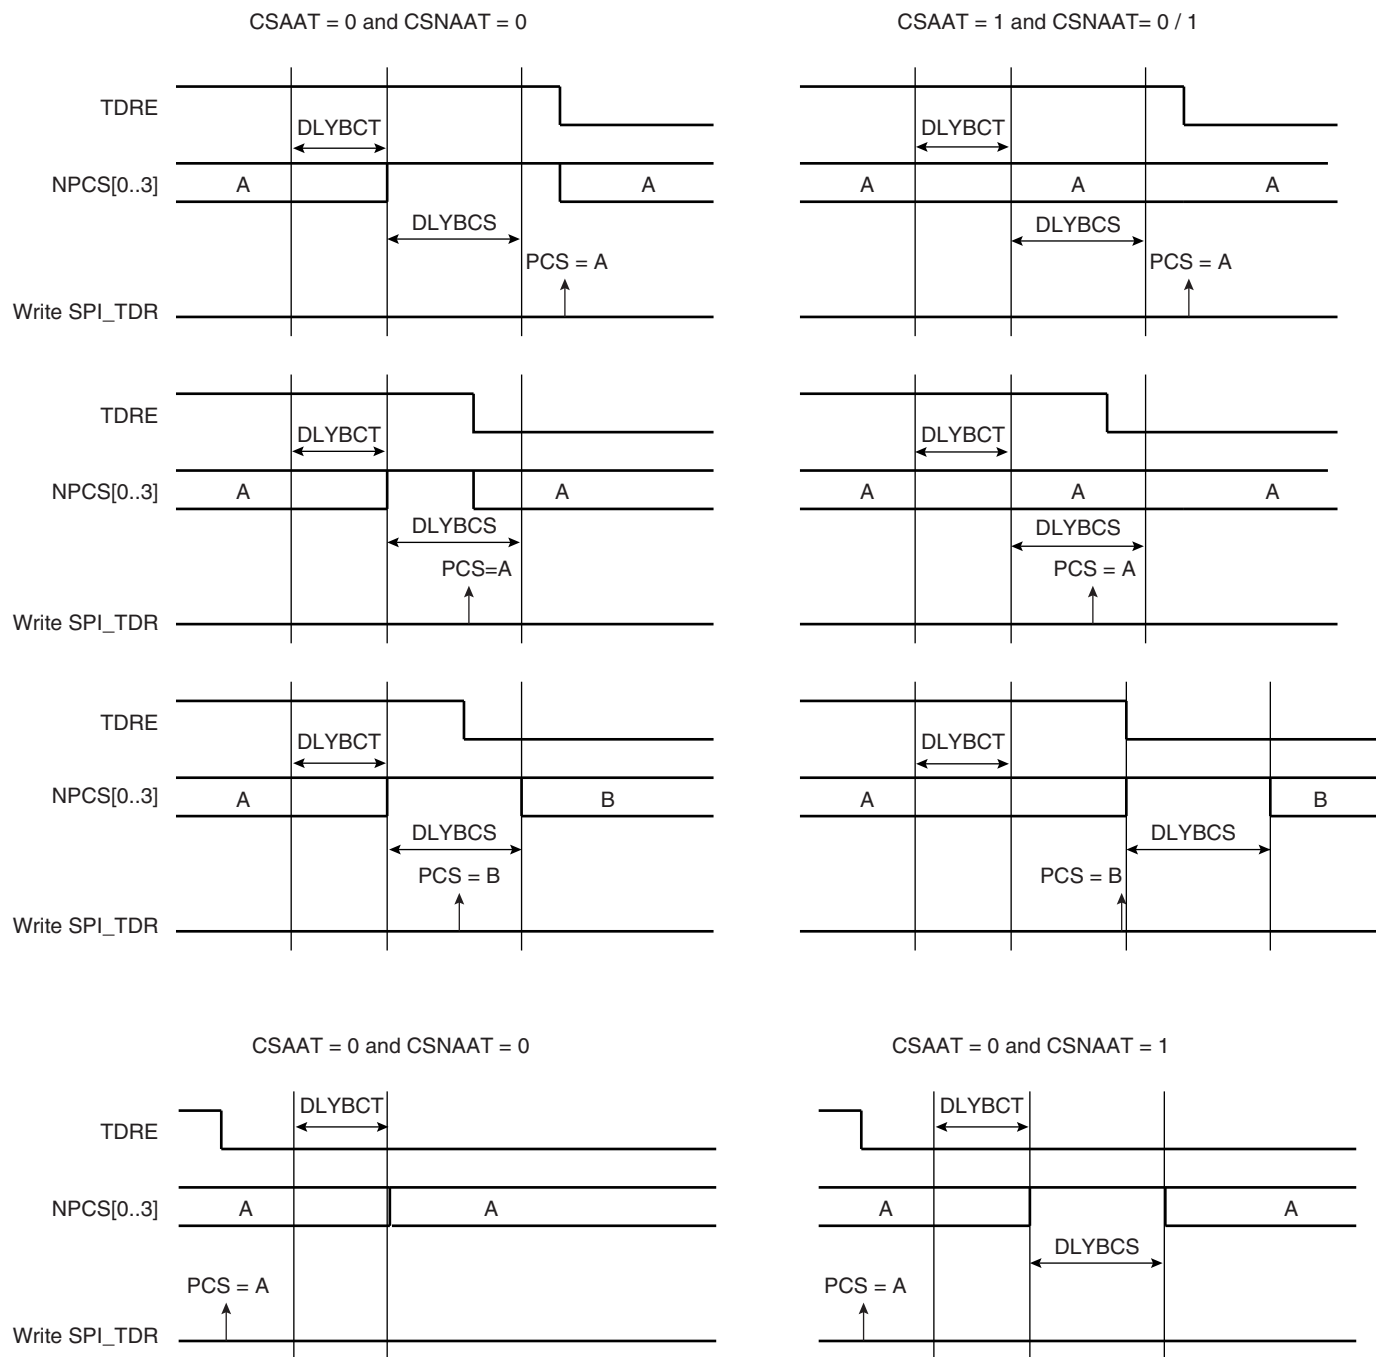 CSAAT = 0 and CSNAAT = 0
CSAAT = 1 and CSNAAT= 0 / 1
TDRE
DLYBCT
DLYBCT
NPCS[0..3]
A
A
A
A
A
DLYBCS
DLYBCS
PCS = A
PCS = A
Write SPI_TDR
TDRE
DLYBCT
DLYBCT
NPCS[0..3]
A
A
A
A
A
DLYBCS
DLYBCS
PCS=A
PCS = A
Write SPI_TDR
TDRE
DLYBCT
DLYBCT
NPCS[0..3]
A
B
A
B
DLYBCS
DLYBCS
PCS = B
PCS = B
Write SPI_TDR
CSAAT = 0 and CSNAAT = 0
CSAAT = 0 and CSNAAT = 1
DLYBCT
DLYBCT
TDRE
NPCS[0..3]
A
A
A
A
DLYBCS
PCS = A
PCS = A
Write SPI_TDR